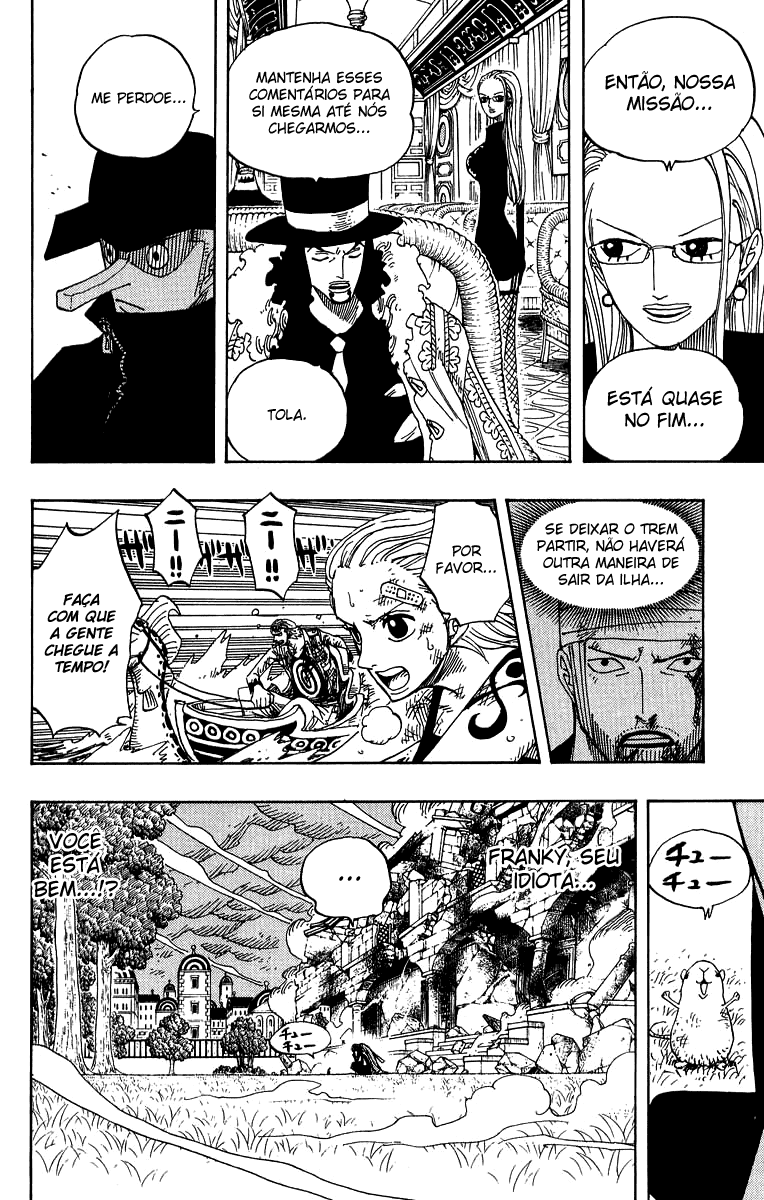 ENTÃO, NOSSA
MISSÃO...
ESTÁ QUASE
NO FIM...
MANTENHA ESSES
COMENTÁRIOS PARA
SI MESMA ATÉ NÓS
CHEGARMOS...
TOLA.
ME PERDOE...
SE DEIXAR O TREM
PARTIR, NÃO HAVERÁ
OUTRA MANEIRA DE
SAIR DA ILHA...
POR
FAVOR...
ニー!!
ニー!!
FAÇA
COM QUE
A GENTE
CHEGUE A
TEMPO!
チュー
チュー
FRANKY, SEU
IDIOTA...
...
VOCÊ
ESTÁ
BEM...!?
チュー
チュー